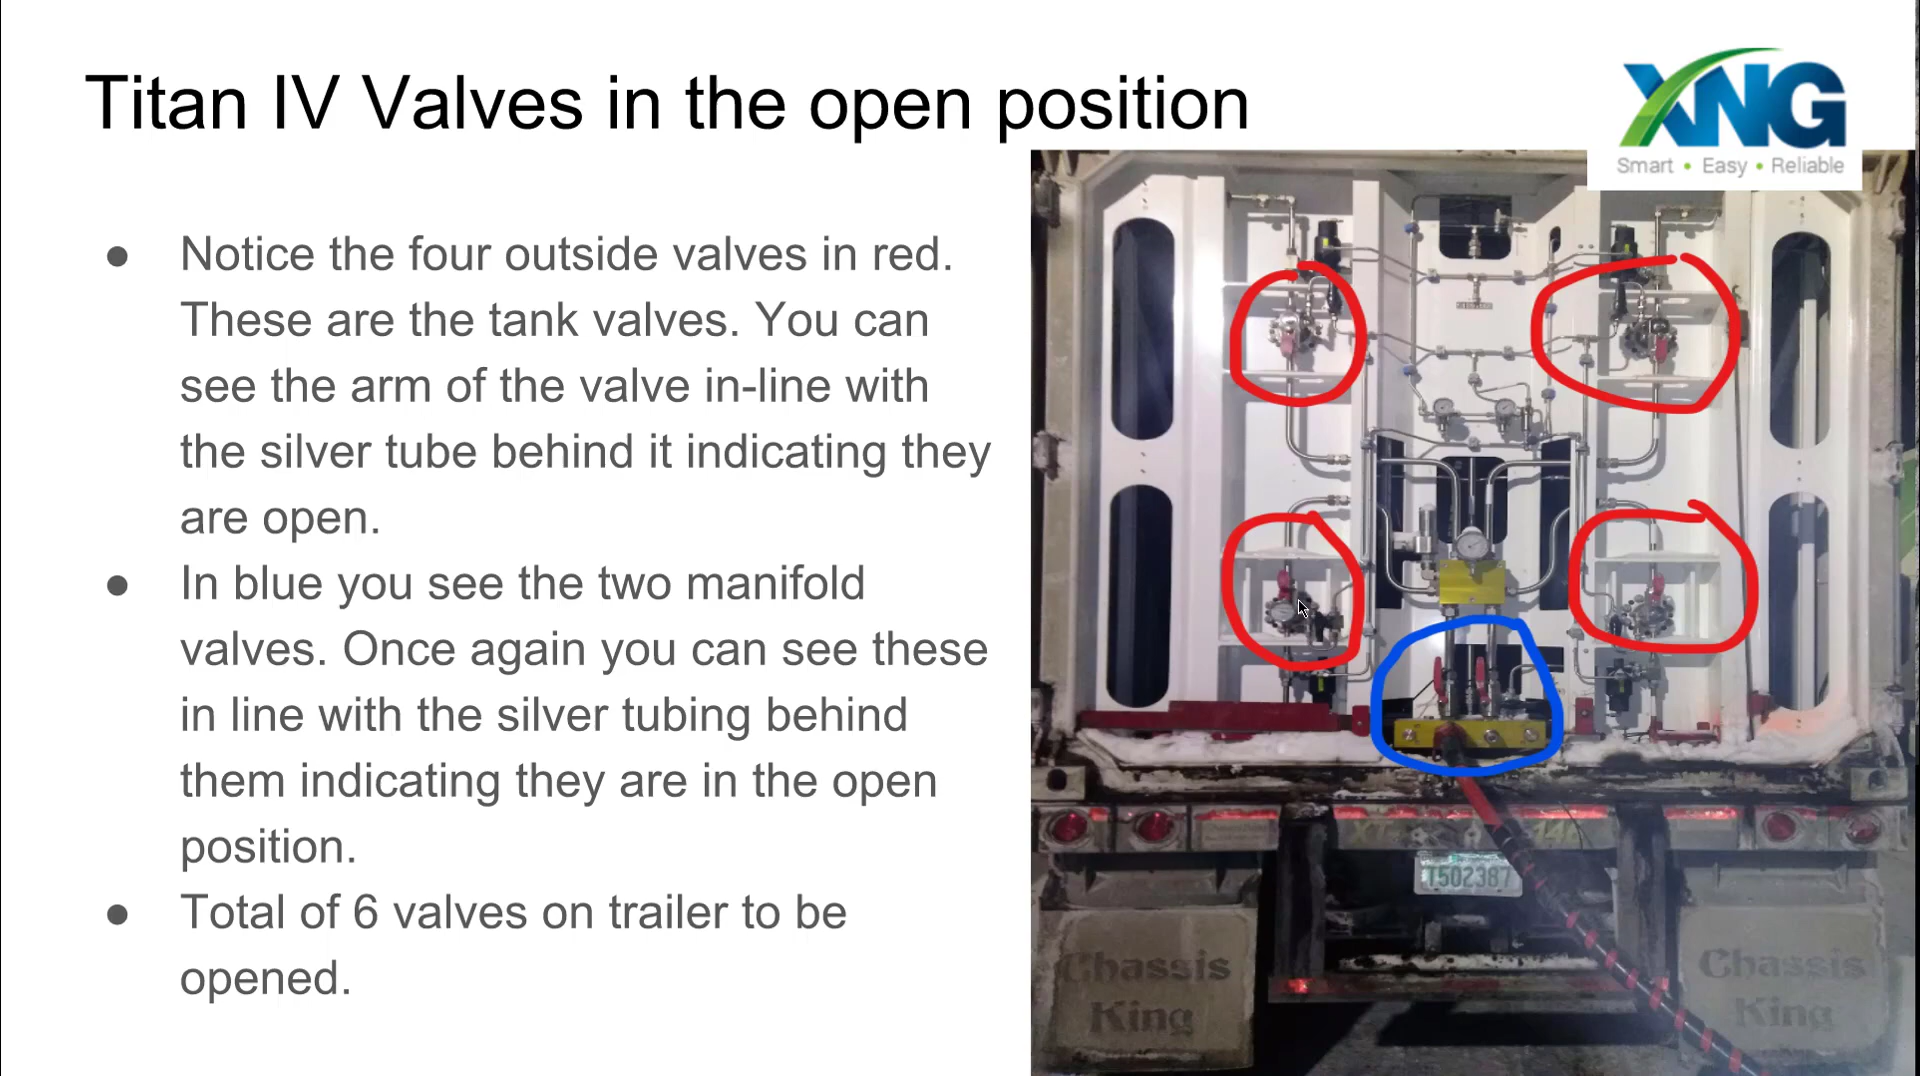 Titan IV Valves in the open position
XNG
Smart • Easy • Reliable
● Notice the four outside valves in red.
These are the tank valves. You can
see the arm of the valve in-line with
the silver tube behind it indicating they
are open.
● In blue you see the two manifold
valves. Once again you can see these
in line with the silver tubing behind
them indicating they are in the open
position.
● Total of 6 valves on trailer to be
opened.
T502387
Chassis
King
Chassis
King